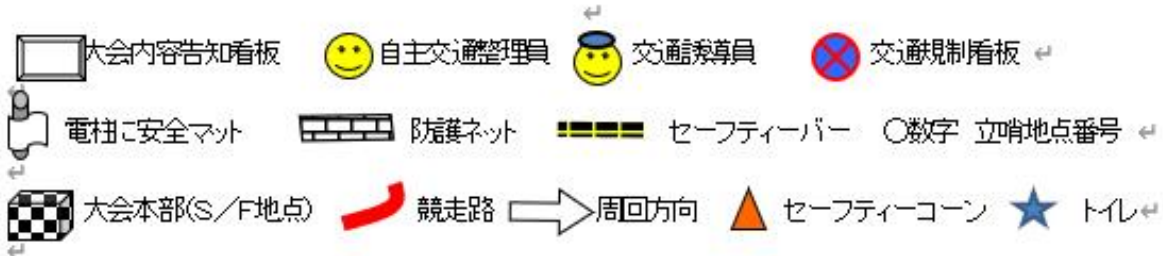 大会内容告知看板 自主交通整理員 交通誘導員 交通規制看板
電柱に安全マット 防護ネット セーフティーバー 〇数字 立哨地点番号
大会本部(S/F地点) 競走路 周回方向 セーフティーコーン トイレ